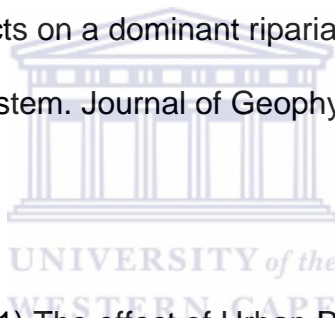 cts on a dominant riparia
stem. Journal of Geophy
UNIVERSITY of the
WESTERN CAPE
1) The effect of Urban